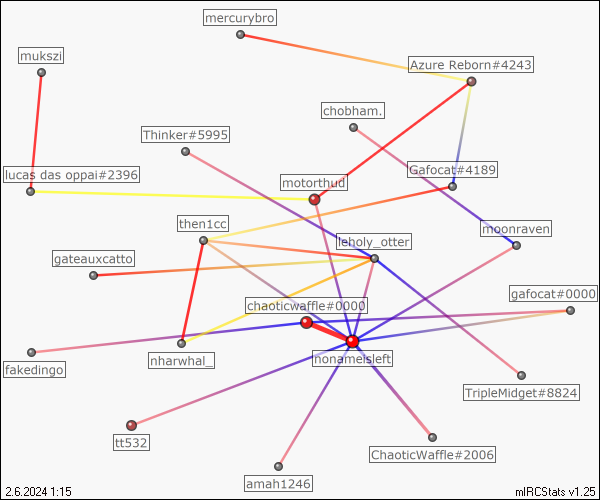 mercurybro
mukszi
Azure Reborn#4243
chobham.
Thinker#5995
lucas das oppai#2396
Gafocat#4189
motorthud
then1cc
moonraven
leholy_otter
gateauxcatto
gafocat#0000
chaoticwaffle#0000
nonameisleft
nharwhal_
fakedingo
TripleMidget#8824
tt532
ChaoticWaffle#2006
amah1246
2.6.2024 1:15
mIRCStats v1.25